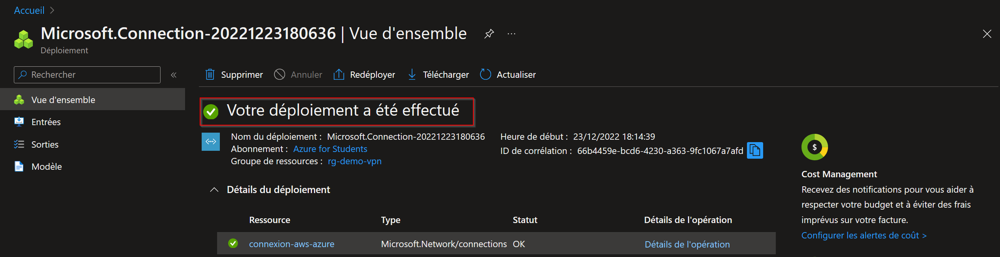 Accueil >
Microsoft.Connection-20221223180636 | Vue d'ensemble
Déploiement
Rechercher
«
Supprimer Annuler Redéployer Télécharger Actualiser
Vue d'ensemble
Entrées
Sorties
Modèle
Votre déploiement a été effectué
Nom du déploiement : Microsoft.Connection-20221223180636
Abonnement : Azure for Students
Groupe de ressources : rg-demo-vpn
Heure de début : 23/12/2022 18:14:39
ID de corrélation : 66b4459e-bcd6-4230-a363-9fc1067a7afd
Détails du déploiement
Ressource Type Statut Détails de l'opération
connexion-aws-azure Microsoft.Network/connections OK Détails de l'opération
$
Cost Management
Recevez des notifications pour vous aider à
respecter votre budget et à éviter des frais
imprévus sur votre facture.
Configurer les alertes de coût >